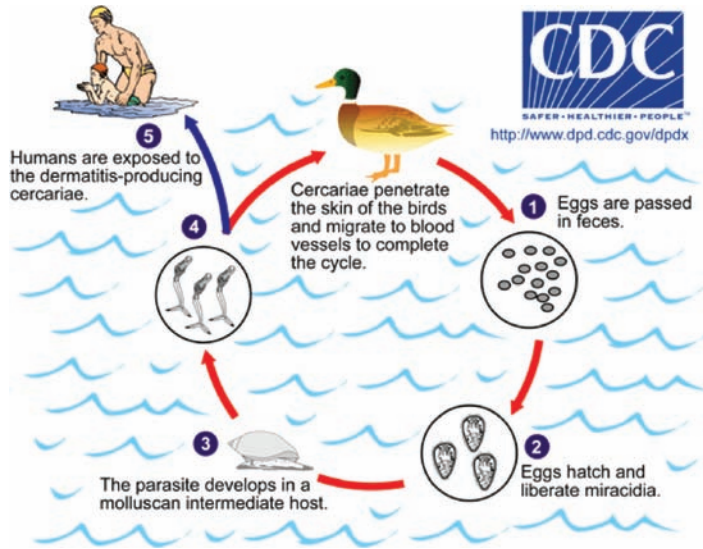 CDC
SAFER•HEALTHIER•PEOPLE™
http://www.dpd.cdc.gov/dpdx
5
Humans are exposed to
the dermatitis-producing
cercariae.
4
Cercariae penetrate
the skin of the birds
and migrate to blood
vessels to complete
the cycle.
1
Eggs are passed
in feces.
2
Eggs hatch and
liberate miracidia.
3
The parasite develops in a
molluscan intermediate host.